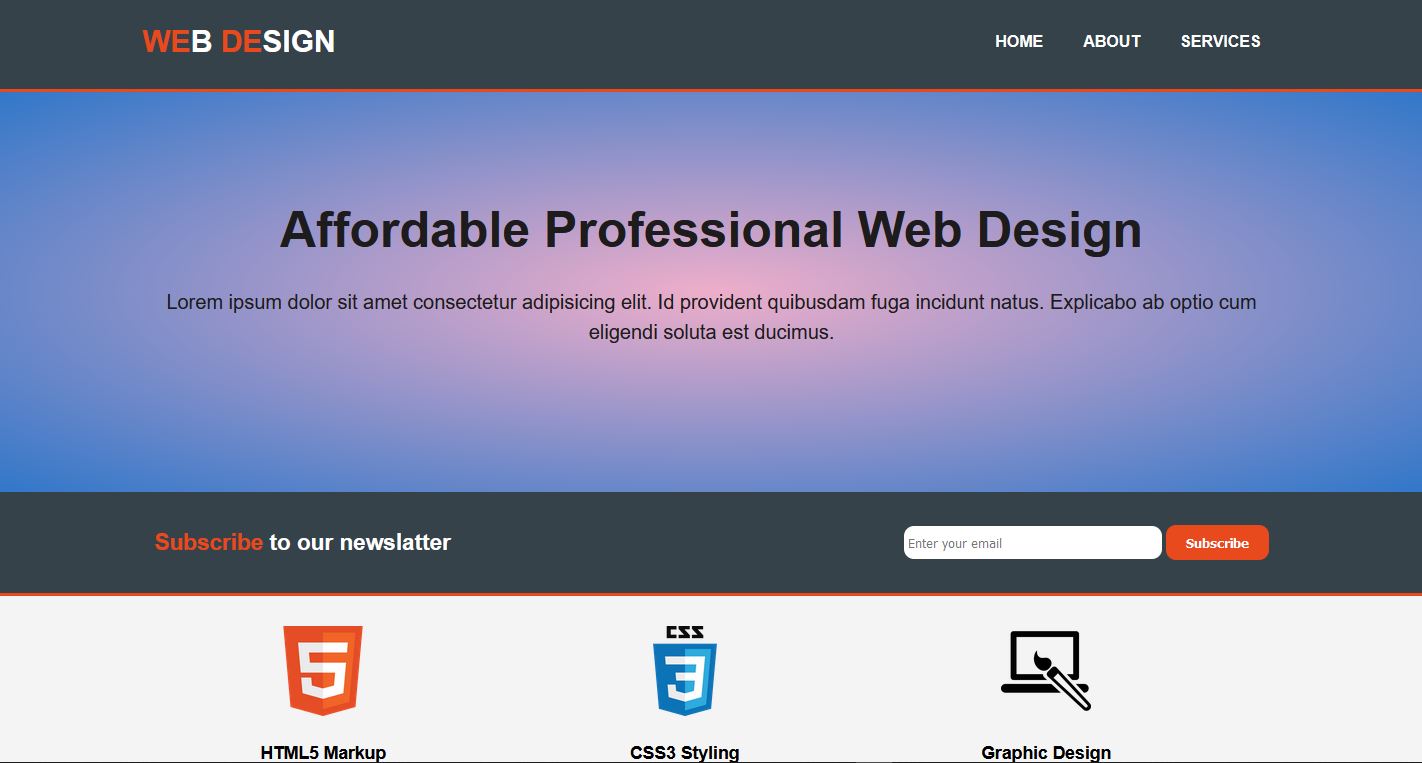 WEB DESIGN
HOME ABOUT SERVICES
Affordable Professional Web Design
Lorem ipsum dolor sit amet consectetur adipisicing elit. Id provident quibusdam fuga incidunt natus. Explicabo ab optio cum
eligendi soluta est ducimus.
Subscribe to our newslatter
Enter your email
Subscribe
5
CSS
3
HTML5 Markup
CSS3 Styling
Graphic Design